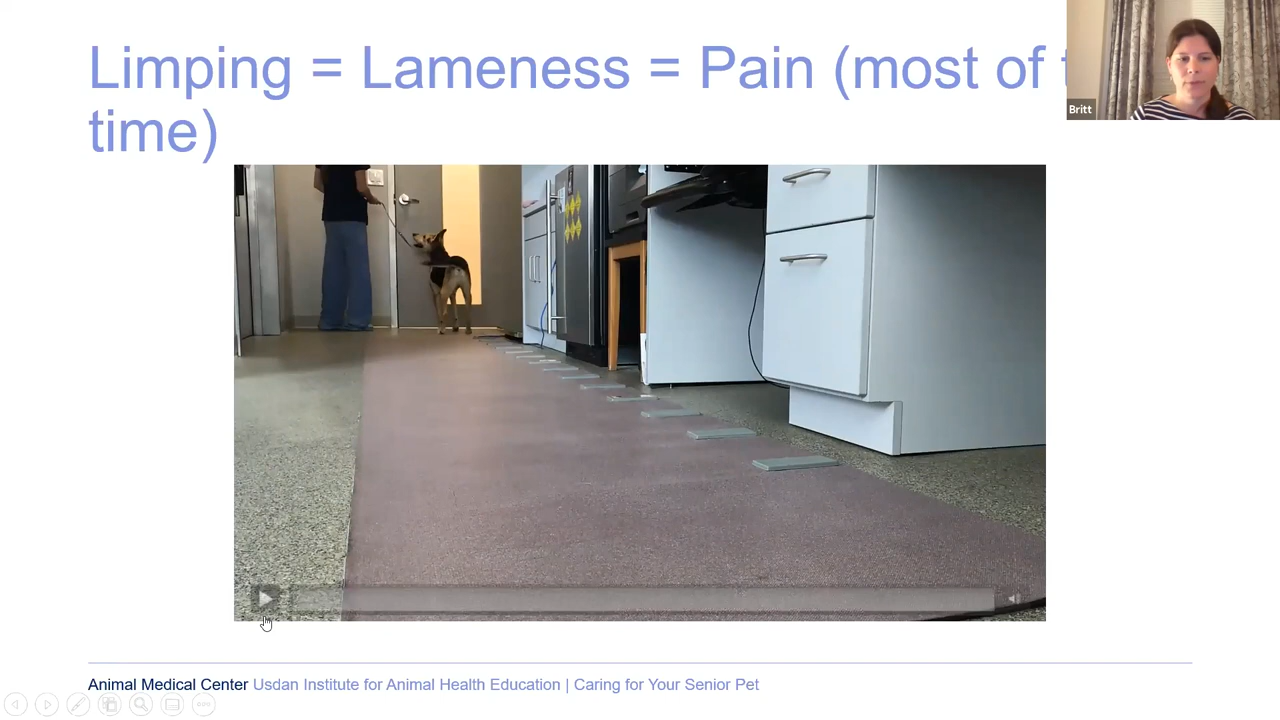 Limping = Lameness = Pain (most of
time)
Britt
Animal Medical Center Usdan Institute for Animal Health Education | Caring for Your Senior Pet